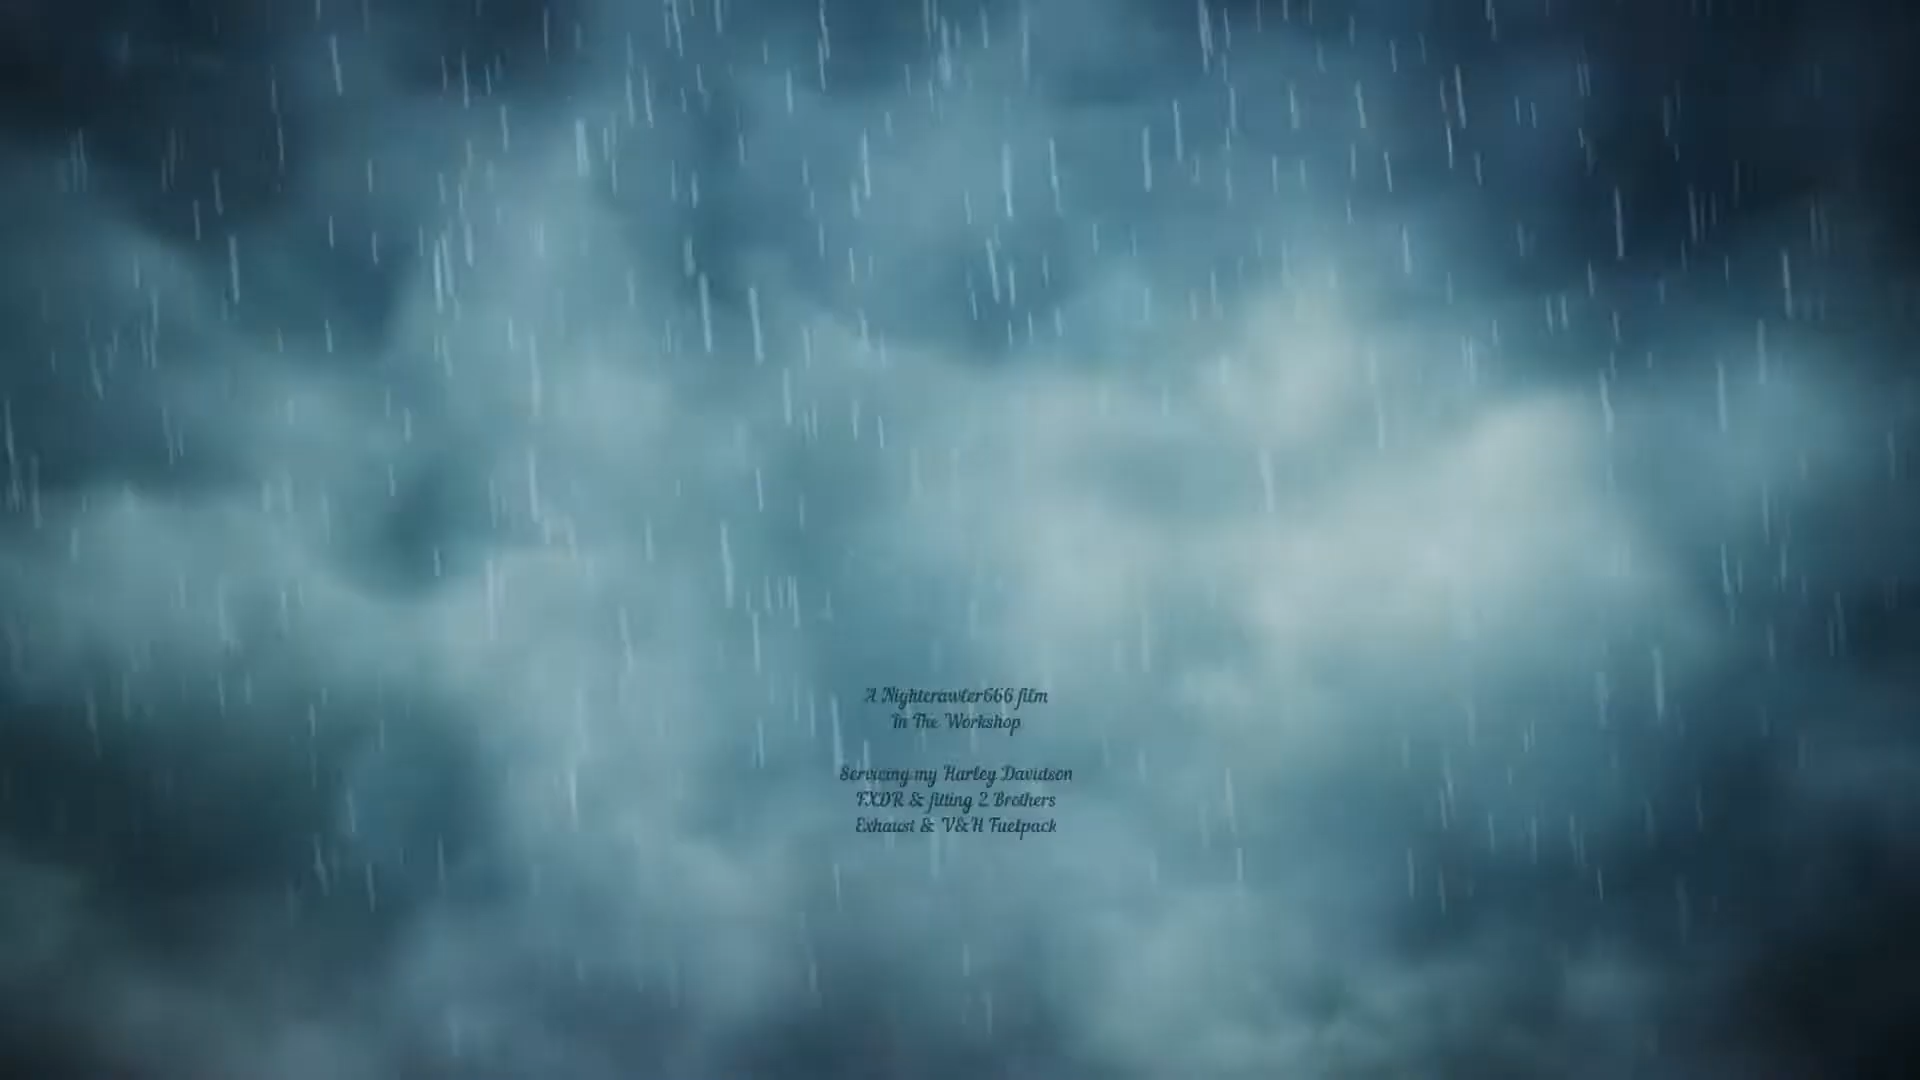 A Nightcrawler666 film
In The Workshop
Servicing my Harley Davidson
FXDR & fitting 2 Brothers
Exhaust & V&H Fuelpack